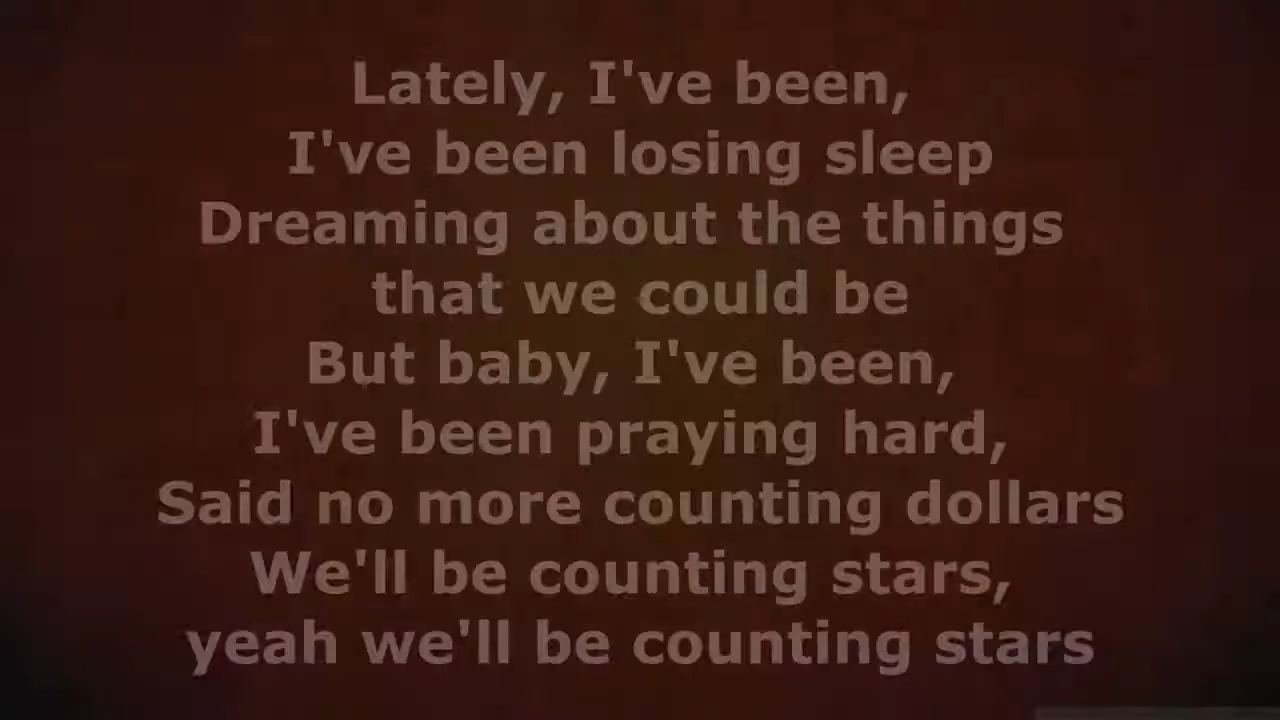 Lately, I've been,
I've been losing sleep
Dreaming about the things
that we could be
But baby, I've been,
I've been praying hard,
Said no more counting dollars
We'll be counting stars,
yeah we'll be counting stars